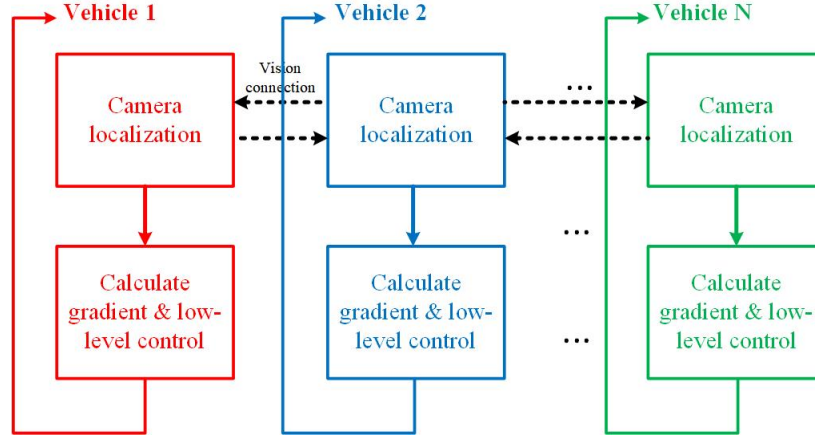 Vehicle 1
Vehicle 2
Vehicle N
Vision
connection
...
Camera
localization
Camera
localization
Camera
localization
...
Calculate
gradient & low-
level control
Calculate
gradient & low-
level control
...
Calculate
gradient & low-
level control